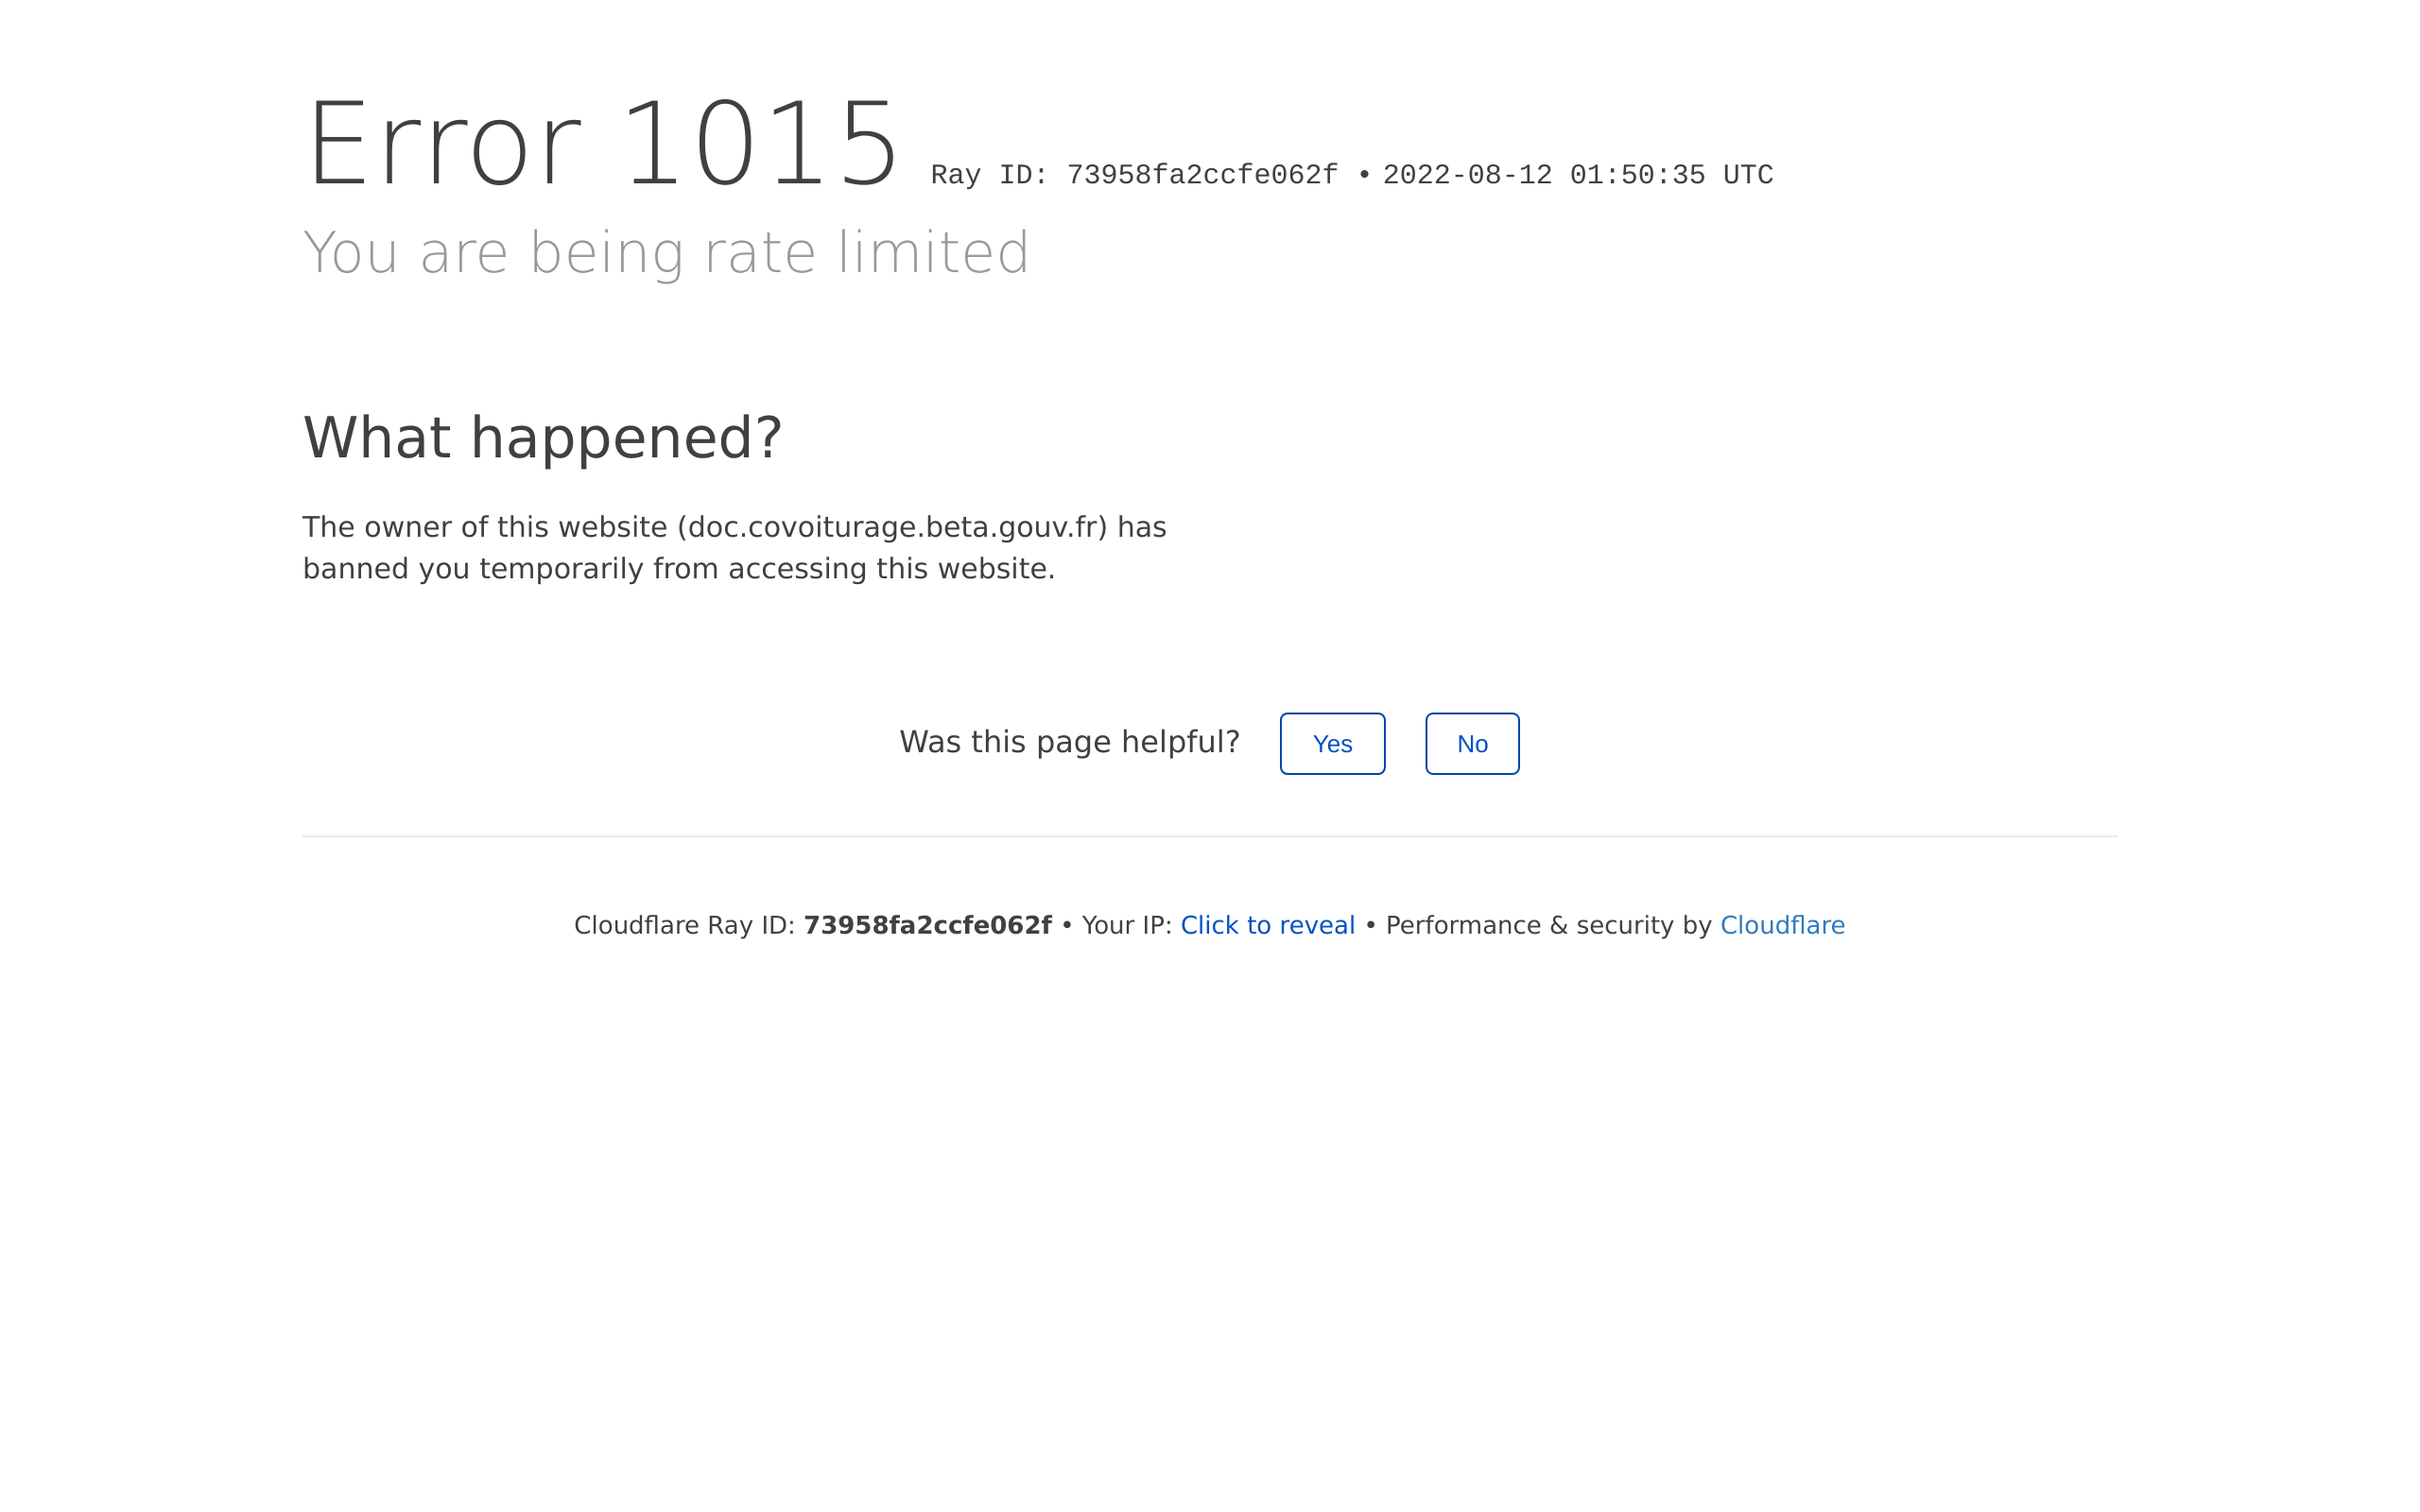 Error 1015 Ray ID: 73958fa2ccfe062f • 2022-08-12 01:50:35 UTC
You are being rate limited
What happened?
The owner of this website (doc.covoiturage.beta.gouv.fr) has
banned you temporarily from accessing this website.
Was this page helpful? Yes No
Cloudflare Ray ID: 73958fa2ccfe062f • Your IP: Click to reveal • Performance & security by Cloudflare